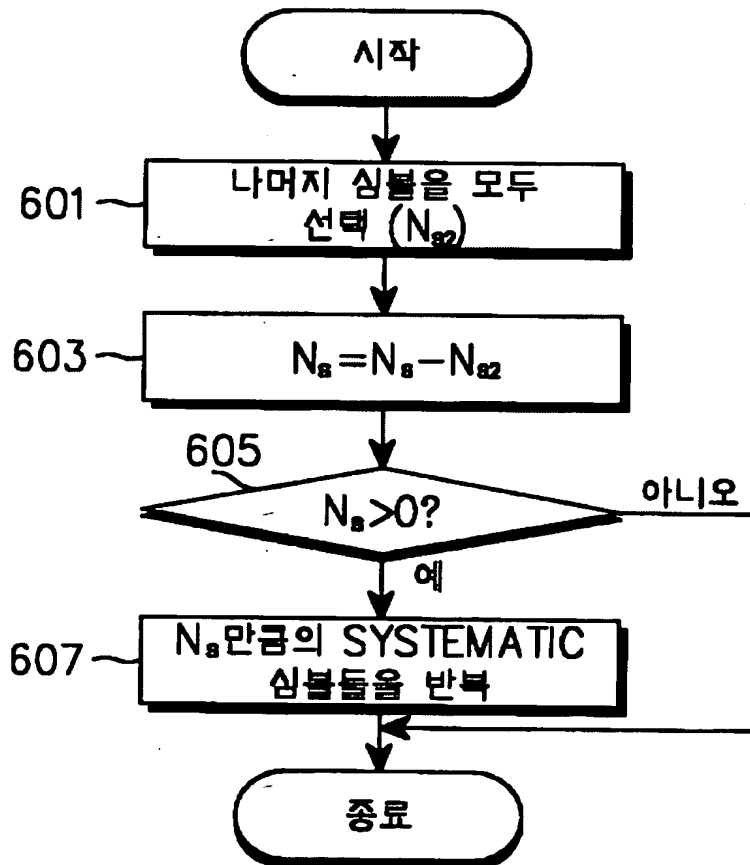 시작
601
나머지 심볼을 모두
선택 (Ns2)
603
Ns=Ns-Ns2
605
Ns>0?
아니오
예
607
Ns만큼의 SYSTEMATIC
심볼들을 반복
종료